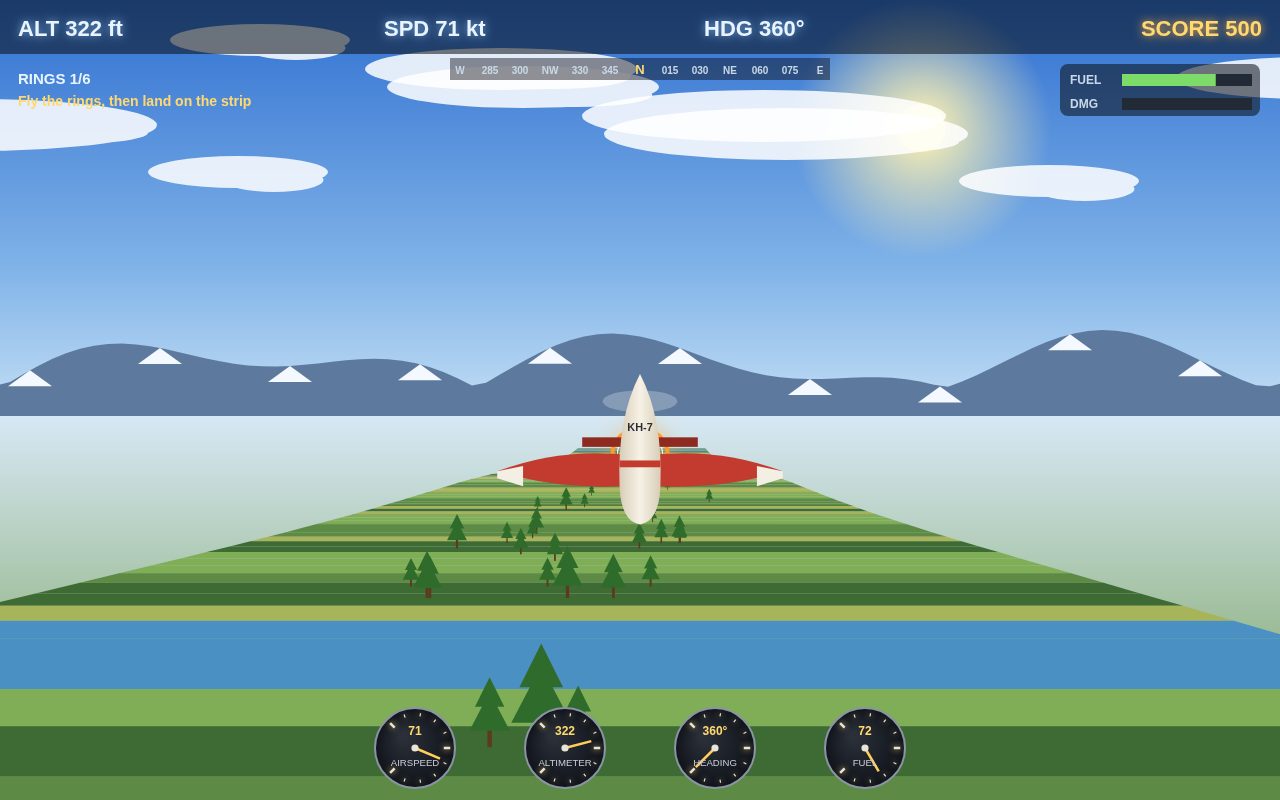 ALT 322 ft SPD 71 kt HDG 360° SCORE 500
W 285 300 NW 330 345 N 015 030 NE 060 075 E
RINGS 1/6
Fly the rings, then land on the strip
FUEL
DMG
KH-7
71 322 360° 72
AIRSPEED ALTIMETER HEADING FUEL